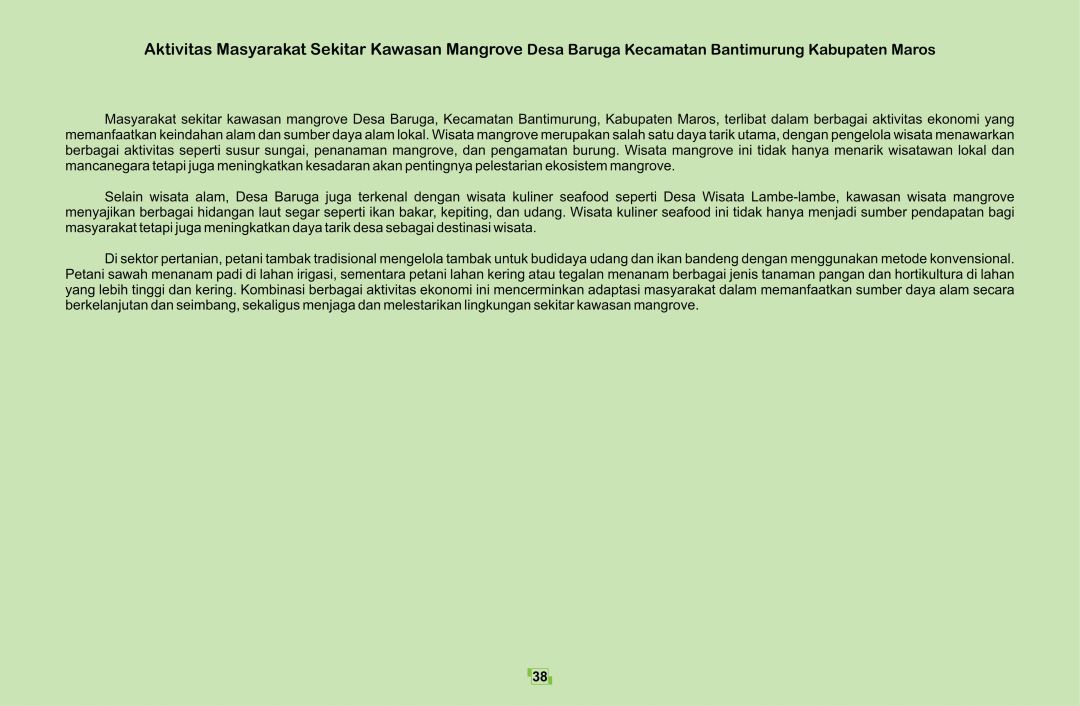 Aktivitas Masyarakat Sekitar Kawasan Mangrove Desa Baruga Kecamatan Bantimurung Kabupaten Maros
Masyarakat sekitar kawasan mangrove Desa Baruga, Kecamatan Bantimurung, Kabupaten Maros, terlibat dalam berbagai aktivitas ekonomi yang
memanfaatkan keindahan alam dan sumber daya alam lokal. Wisata mangrove merupakan salah satu daya tarik utama, dengan pengelola wisata menawarkan
berbagai aktivitas seperti susur sungai, penanaman mangrove, dan pengamatan burung. Wisata mangrove ini tidak hanya menarik wisatawan lokal dan
mancanegara tetapi juga meningkatkan kesadaran akan pentingnya pelestarian ekosistem mangrove.
Selain wisata alam, Desa Baruga juga terkenal dengan wisata kuliner seafood seperti Desa Wisata Lambe-lambe, kawasan wisata mangrove
menyajikan berbagai hidangan laut segar seperti ikan bakar, kepiting, dan udang. Wisata kuliner seafood ini tidak hanya menjadi sumber pendapatan bagi
masyarakat tetapi juga meningkatkan daya tarik desa sebagai destinasi wisata.
Di sektor pertanian, petani tambak tradisional mengelola tambak untuk budidaya udang dan ikan bandeng dengan menggunakan metode konvensional.
Petani sawah menanam padi di lahan irigasi, sementara petani lahan kering atau tegalan menanam berbagai jenis tanaman pangan dan hortikultura di lahan
yang lebih tinggi dan kering. Kombinasi berbagai aktivitas ekonomi ini mencerminkan adaptasi masyarakat dalam memanfaatkan sumber daya alam secara
berkelanjutan dan seimbang, sekaligus menjaga dan melestarikan lingkungan sekitar kawasan mangrove.
38